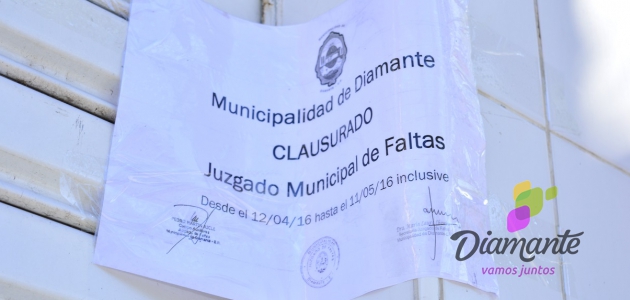 Municipalidad de Diamante
CLAUSURADO
Juzgado Municipal de Faltas
Desde el 12/04/16 hasta el 11/05/16 inclusive
Diamante
vamos juntos